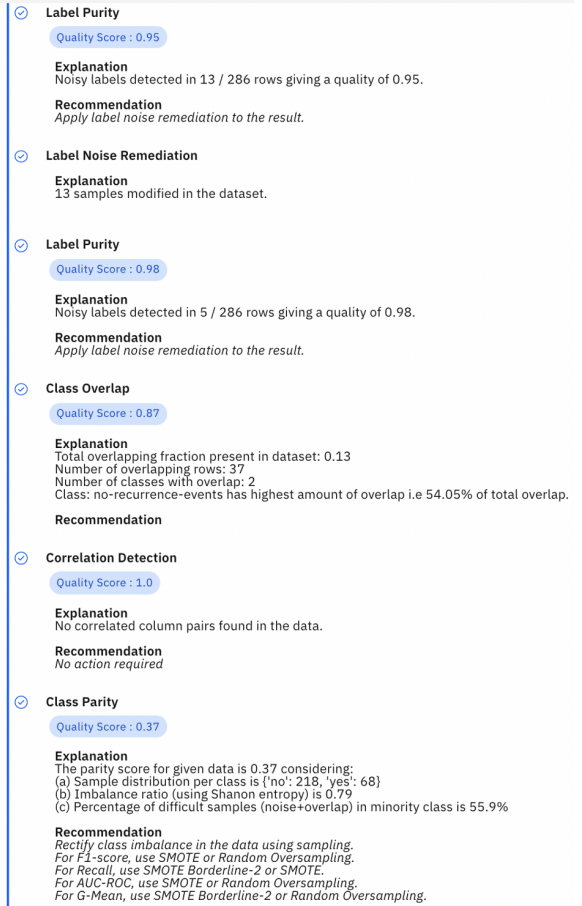 Label Purity
Quality Score : 0.95
Explanation
Noisy labels detected in 13 / 286 rows giving a quality of 0.95.
Recommendation
Apply label noise remediation to the result.
Label Noise Remediation
Explanation
13 samples modified in the dataset.
Label Purity
Quality Score : 0.98
Explanation
Noisy labels detected in 5 / 286 rows giving a quality of 0.98.
Recommendation
Apply label noise remediation to the result.
Class Overlap
Quality Score : 0.87
Explanation
Total overlapping fraction present in dataset: 0.13
Number of overlapping rows: 37
Number of classes with overlap: 2
Class: no-recurrence-events has highest amount of overlap i.e 54.05% of total overlap.
Recommendation
Correlation Detection
Quality Score : 1.0
Explanation
No correlated column pairs found in the data.
Recommendation
No action required
Class Parity
Quality Score : 0.37
Explanation
The parity score for given data is 0.37 considering:
(a) Sample distribution per class is {'no': 218, 'yes': 68}
(b) Imbalance ratio (using Shanon entropy) is 0.79
(c) Percentage of difficult samples (noise+overlap) in minority class is 55.9%
Recommendation
Rectify class imbalance in the data using sampling.
For F1-score, use SMOTE or Random Oversampling.
For Recall, use SMOTE Borderline-2 or SMOTE.
For AUC-ROC, use SMOTE or Random Oversampling.
For G-Mean, use SMOTE Borderline-2 or Random Oversampling.